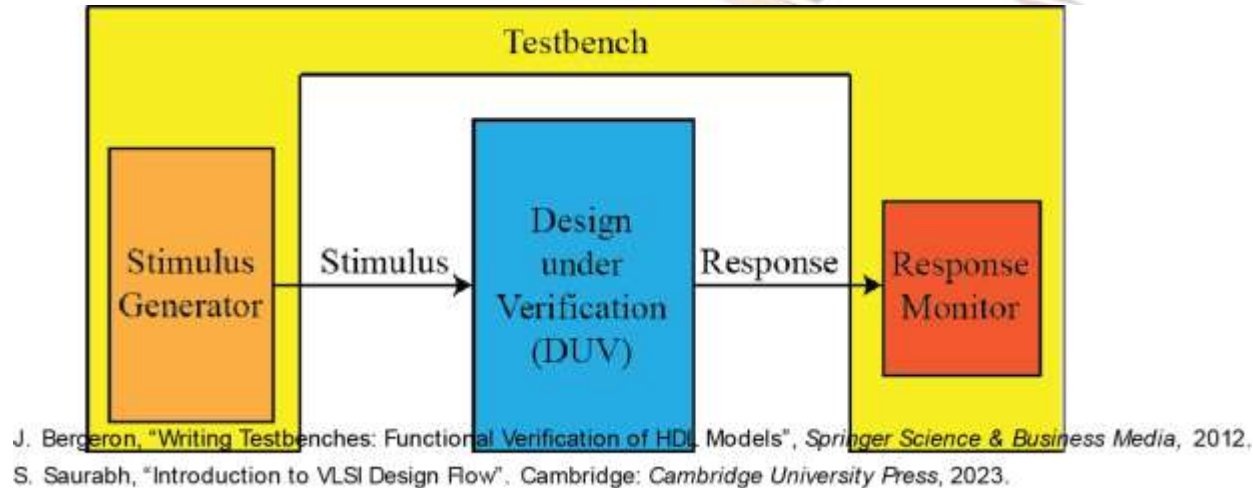 Testbench
Stimulus
Generator
Stimulus
Design
under
Verification
(DUV)
Response
Response
Monitor
J. Bergeron, “Writing Testbenches: Functional Verification of HDL Models”, Springer Science & Business Media, 2012.
S. Saurabh, “Introduction to VLSI Design Flow”. Cambridge: Cambridge University Press, 2023.